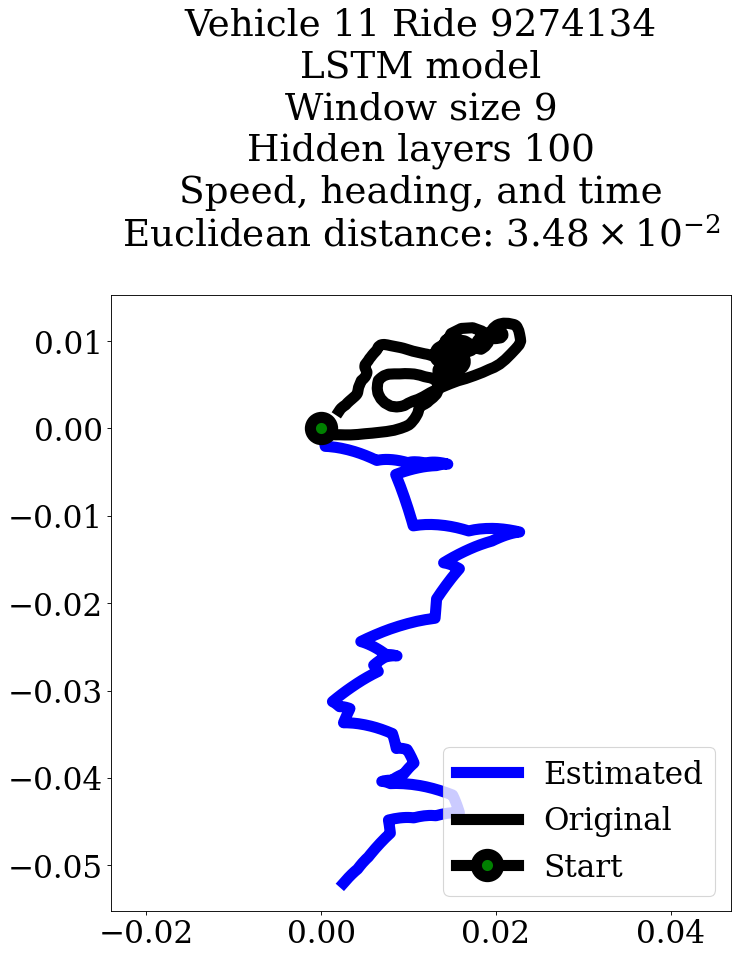 Vehicle 11 Ride 9274134
LSTM model
Window size 9
Hidden layers 100
Speed, heading, and time
Euclidean distance: 3.48 × 10⁻²
0.01
0.00
−0.01
−0.02
−0.03
−0.04
−0.05
Estimated
Original
Start
−0.02 0.00 0.02 0.04